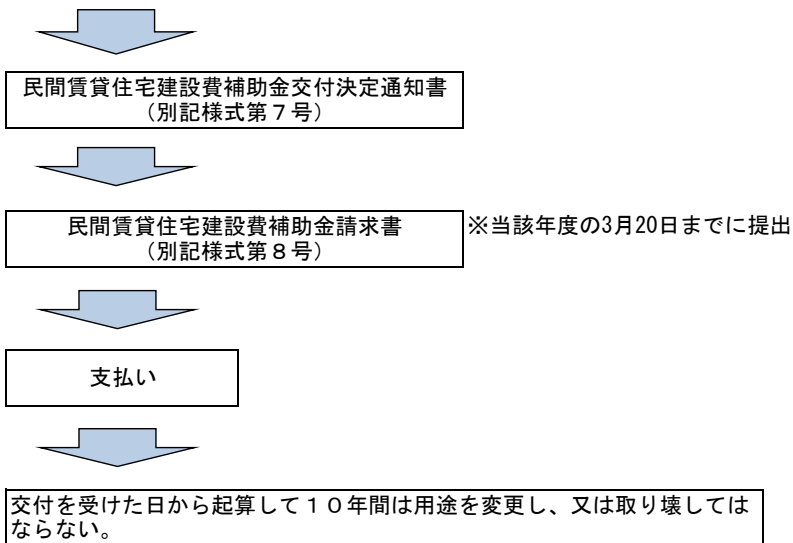 民間賃貸住宅建設費補助金交付決定通知書
（別記様式第７号）
民間賃貸住宅建設費補助金請求書
（別記様式第８号）
※当該年度の3月20日までに提出
支払い
交付を受けた日から起算して１０年間は用途を変更し、又は取り壊しては
ならない。